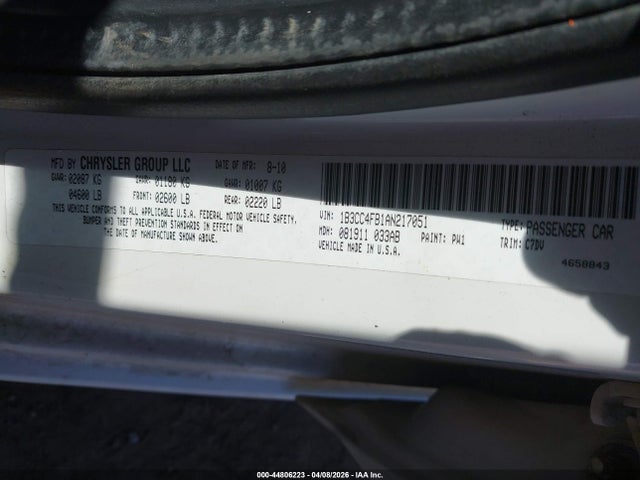 MFD BY CHRYSLER GROUP LLC DATE OF MFR 8-10
GVWR: 02087 KG GAWR: 01180 KG GAWR: 01007 KG
04600 LB FRONT: 02600 LB REAR: 02220 LB
THIS VEHICLE CONFORMS TO ALL APPLICABLE U.S. FEDERAL MOTOR VEHICLE SAFETY,
BUMPER AND THEFT PREVENTION STANDARDS IN EFFECT ON
THE DATE OF MANUFACTURE SHOWN ABOVE.
VIN: 1B3CC4FB1AN217051 TYPE: PASSENGER CAR
MDH: 081911 033AB PAINT: PW1 TRIM: C7DV
VEHICLE MADE IN U.S.A.
4658843
000-44806223 - 04/08/2026 - IAA Inc.